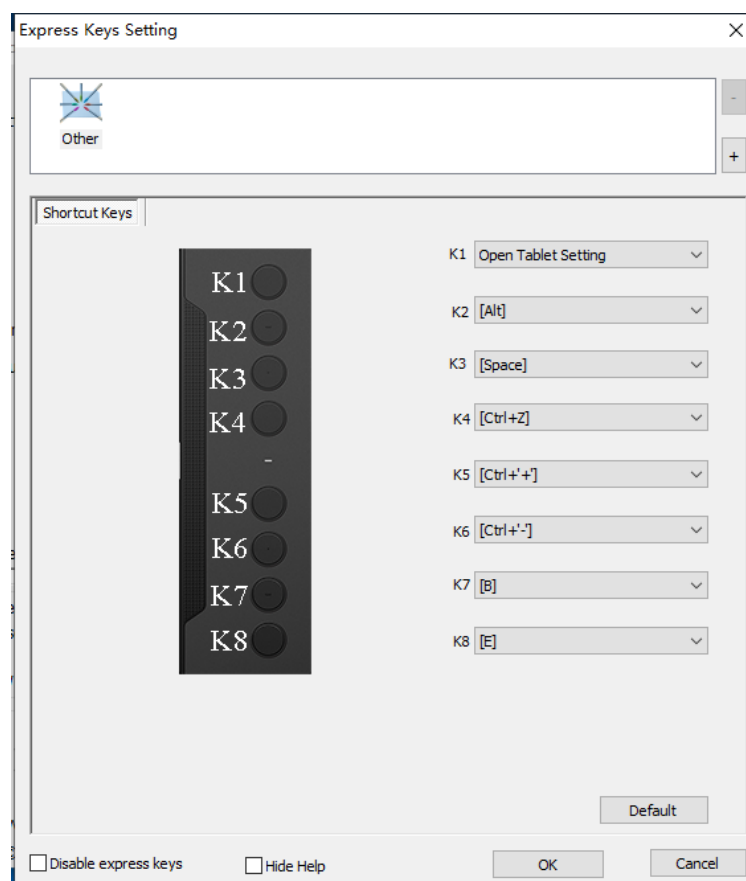 Express Keys Setting
-
Other
+
Shortcut Keys
K1
K2
K3
K4
K5
K6
K7
K8
K1 Open Tablet Setting
K2 [Alt]
K3 [Space]
K4 [Ctrl+Z]
K5 [Ctrl+'+']
K6 [Ctrl+'-']
K7 [B]
K8 [E]
Default
Disable express keys Hide Help OK Cancel